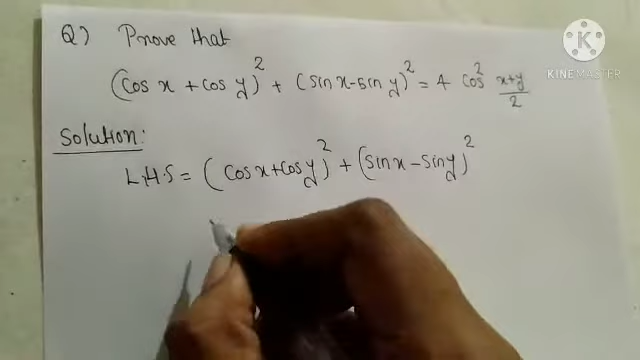 Q) Prove that
(cos x + cos y)² + (sin x - sin y)² = 4 cos² x+y/2
Solution:
L.H.S = (cos x + cos y)² + (sin x - sin y)²
KINEMASTER